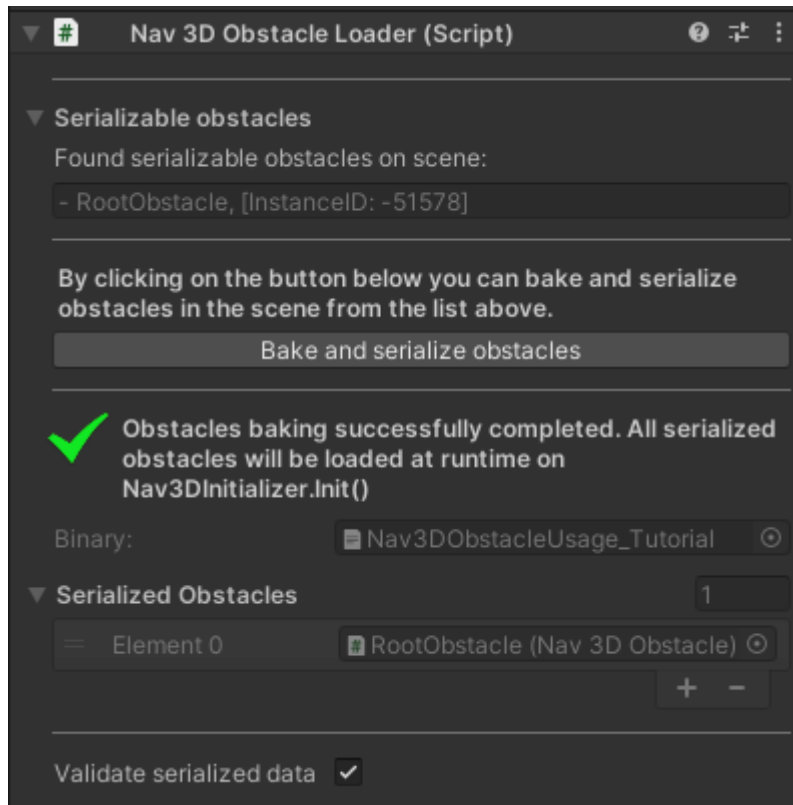 # Nav 3D Obstacle Loader (Script)
Serializable obstacles
Found serializable obstacles on scene:
- RootObstacle, [InstanceID: -51578]
By clicking on the button below you can bake and serialize
obstacles in the scene from the list above.
Bake and serialize obstacles
Obstacles baking successfully completed. All serialized
obstacles will be loaded at runtime on
Nav3DInitializer.Init()
Binary: Nav3DObstacleUsage_Tutorial
Serialized Obstacles 1
Element 0 # RootObstacle (Nav 3D Obstacle)
+ -
Validate serialized data